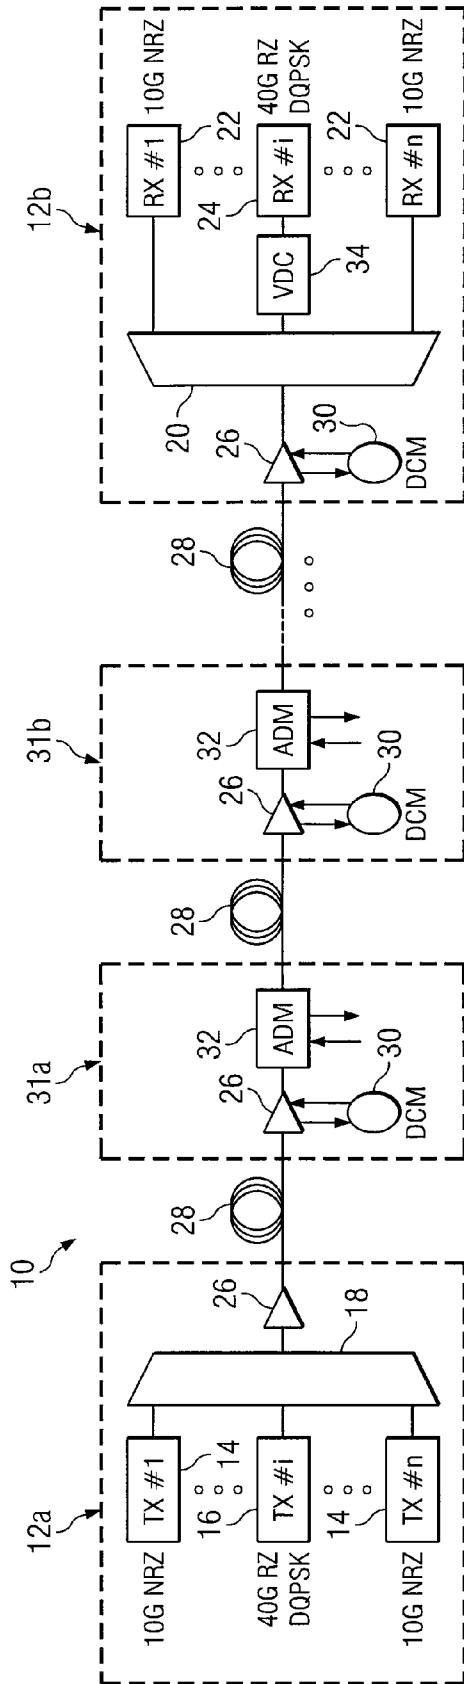 10
12a
10G NRZ
TX #1
14
16
TX #i
40G RZ
DQPSK
14
TX #n
10G NRZ
18
26
28
31a
26
32
ADM
30
DCM
28
31b
26
32
ADM
30
DCM
28
12b
26
30
DCM
20
VDC
34
10G NRZ
RX #1
22
40G RZ
DQPSK
24
RX #i
22
RX #n
10G NRZ